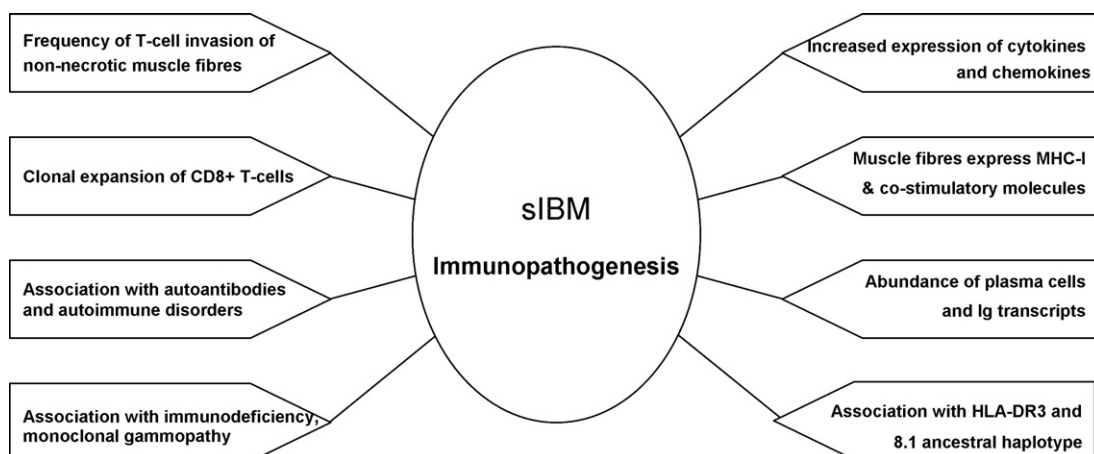 Frequency of T-cell invasion of
non-necrotic muscle fibres
Clonal expansion of CD8+ T-cells
Association with autoantibodies
and autoimmune disorders
Association with immunodeficiency,
monoclonal gammopathy
sIBM
Immunopathogenesis
Increased expression of cytokines
and chemokines
Muscle fibres express MHC-I
& co-stimulatory molecules
Abundance of plasma cells
and Ig transcripts
Association with HLA-DR3 and
8.1 ancestral haplotype